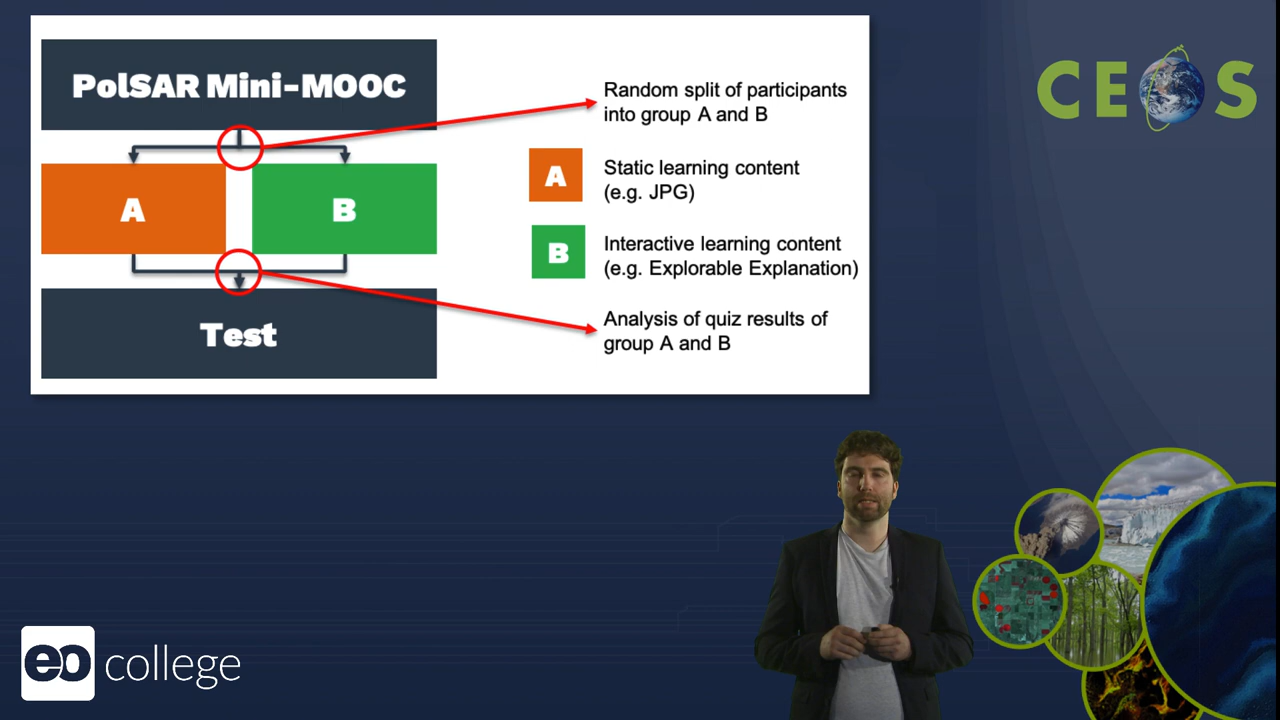 PolSAR Mini-MOOC
A
B
Test
Random split of participants
into group A and B
A
Static learning content
(e.g. JPG)
B
Interactive learning content
(e.g. Explorable Explanation)
Analysis of quiz results of
group A and B
CEOS
eo college